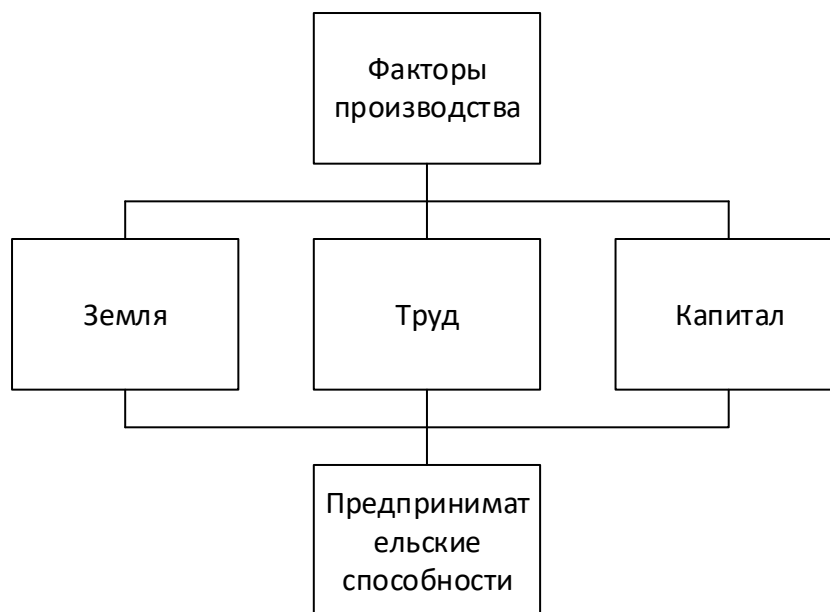 Факторы
производства
Земля
Труд
Капитал
Предпринимат
ельские
способности